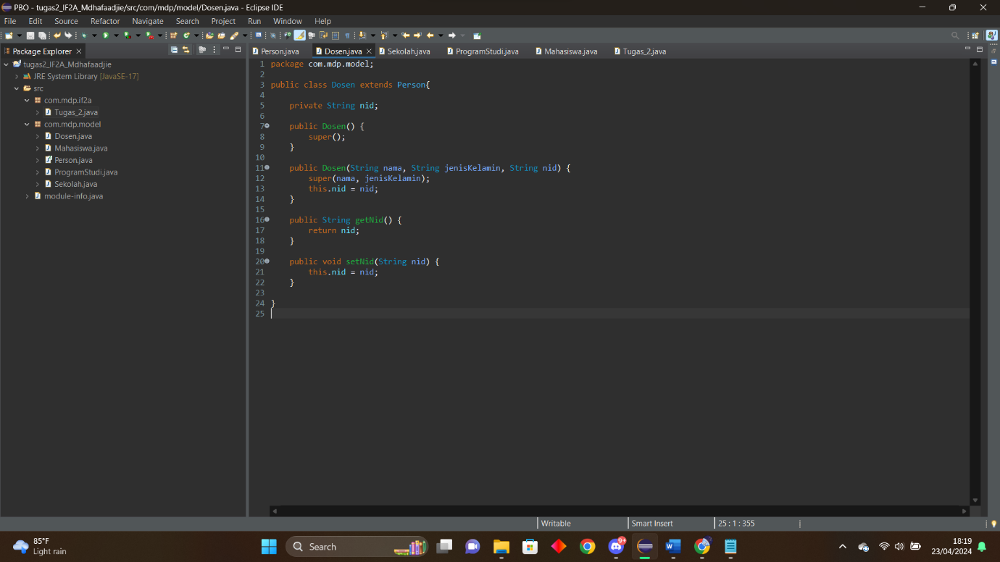 PBO - tugas2_IF2A_Mdhafaadjie/src/com/mdp/model/Dosen.java - Eclipse IDE
File Edit Source Refactor Navigate Search Project Run Window Help
Package Explorer
Person.java Dosen.java Sekolah.java ProgramStudi.java Mahasiswa.java Tugas_2.java
tugas2_IF2A_Mdhafaadjie
JRE System Library [JavaSE-17]
src
com.mdp.if2a
Tugas_2.java
com.mdp.model
Dosen.java
Mahasiswa.java
Person.java
ProgramStudi.java
Sekolah.java
module-info.java
1 package com.mdp.model;
2
3 public class Dosen extends Person{
4
5 private String nid;
6
7 public Dosen() {
8 super();
9 }
10
11 public Dosen(String nama, String jenisKelamin, String nid) {
12 super(nama, jenisKelamin);
13 this.nid = nid;
14 }
15
16 public String getNid() {
17 return nid;
18 }
19
20 public void setNid(String nid) {
21 this.nid = nid;
22 }
23
24 }
25
Writable Smart Insert 25 : 1 : 355
85°F
Light rain
Search
9+
18:19
23/04/2024